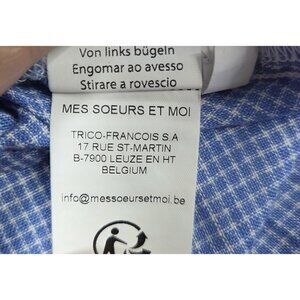 Von links bügeln
Engomar ao avesso
Stirare a rovescio
MES SOEURS ET MOI
TRICO-FRANCOIS S.A
17 RUE ST-MARTIN
B-7900 LEUZE EN HT
BELGIUM
info@messoeursetmoi.be